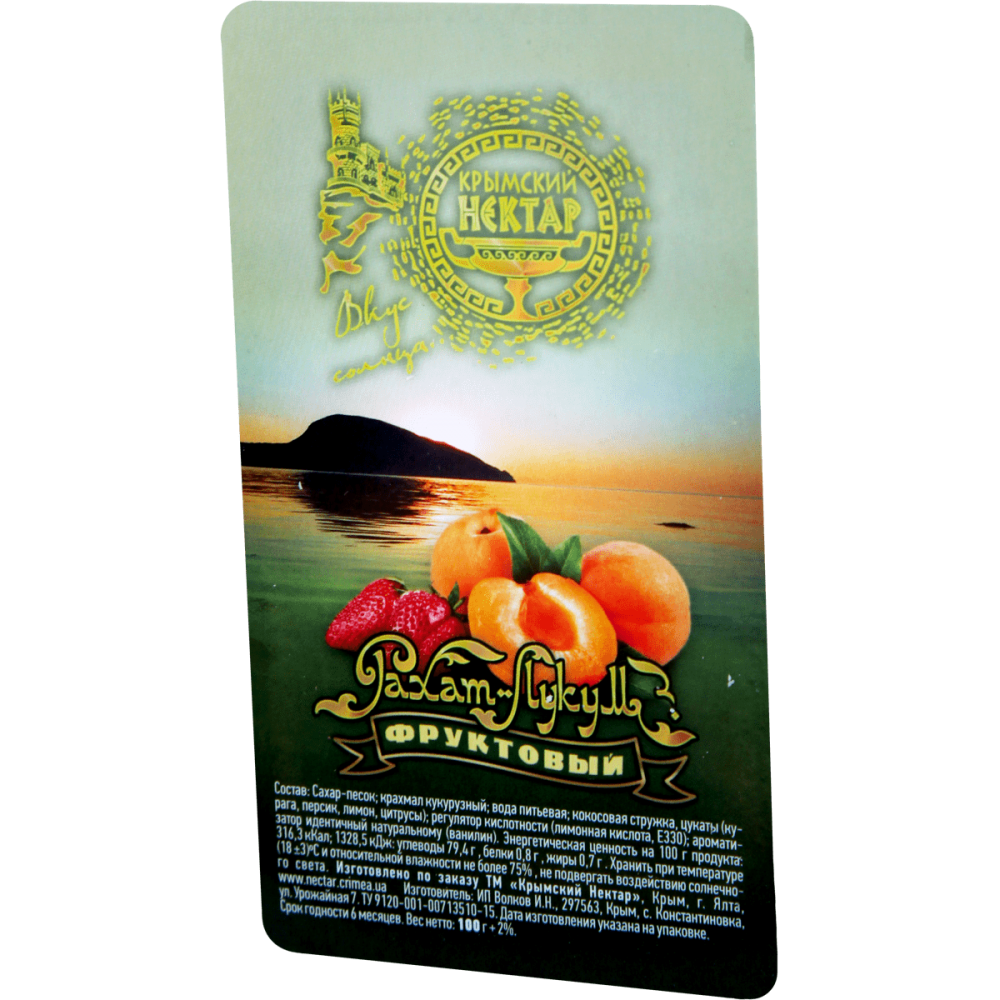 КРЫМСКИЙ
НЕКТАР
Вкус
солнца
Рахат-Лукум
ФРУКТОВЫЙ
Состав: Сахар-песок; крахмал кукурузный; вода питьевая; кокосовая стружка, цукаты (ку-
рага, персик, лимон, цитрусы); регулятор кислотности (лимонная кислота, Е330); аромати-
затор идентичный натуральному (ванилин). Энергетическая ценность на 100 г продукта:
316,3 кКал; 1328,5 кДж: углеводы 79,4 г, белки 0,8 г, жиры 0,7 г. Хранить при температуре
(18 ±3)°С и относительной влажности не более 75% , не подвергать воздействию солнечно-
го света. Изготовлено по заказу ТМ «Крымский Нектар», Крым, г. Ялта,
www.nectar.crimea.ua Изготовитель: ИП Волков И.Н., 297563, Крым, с. Константиновка,
ул. Урожайная 7. ТУ 9120-001-00713510-15. Дата изготовления указана на упаковке.
Срок годности 6 месяцев. Вес нетто: 100 г + 2%.